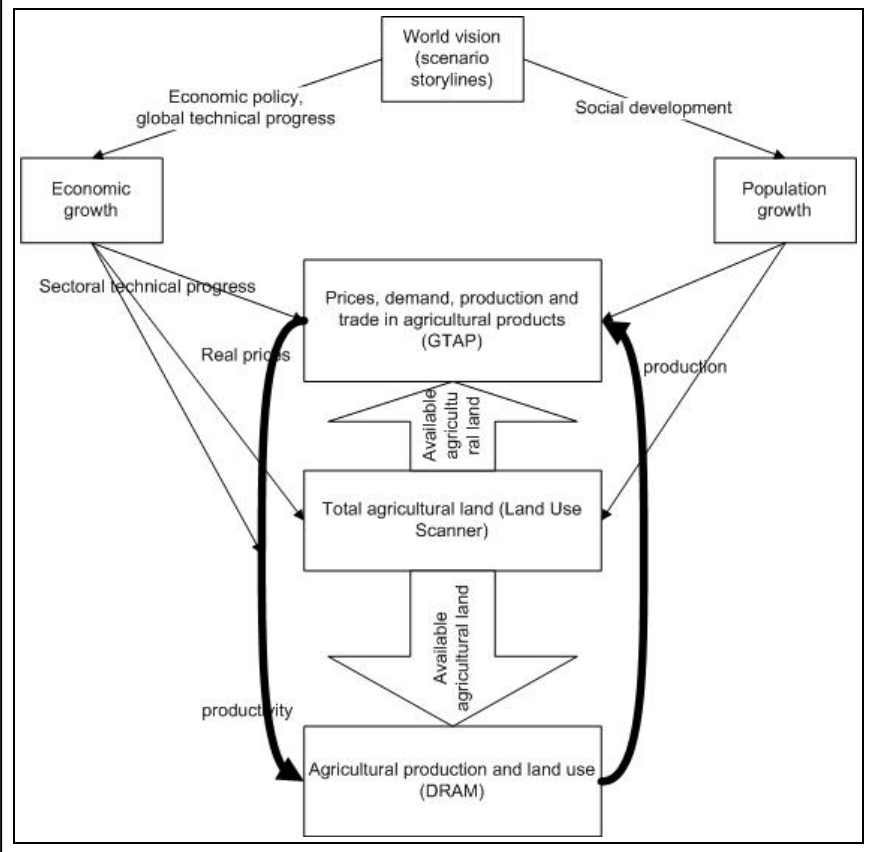 World vision
(scenario
storylines)
Economic policy,
global technical progress
Social development
Economic
growth
Population
growth
Sectoral technical progress
Prices, demand, production and
trade in agricultural products
(GTAP)
Real prices
production
Available
agricultu
ral land
Total agricultural land (Land Use
Scanner)
Available
agricultural land
productivity
Agricultural production and land use
(DRAM)